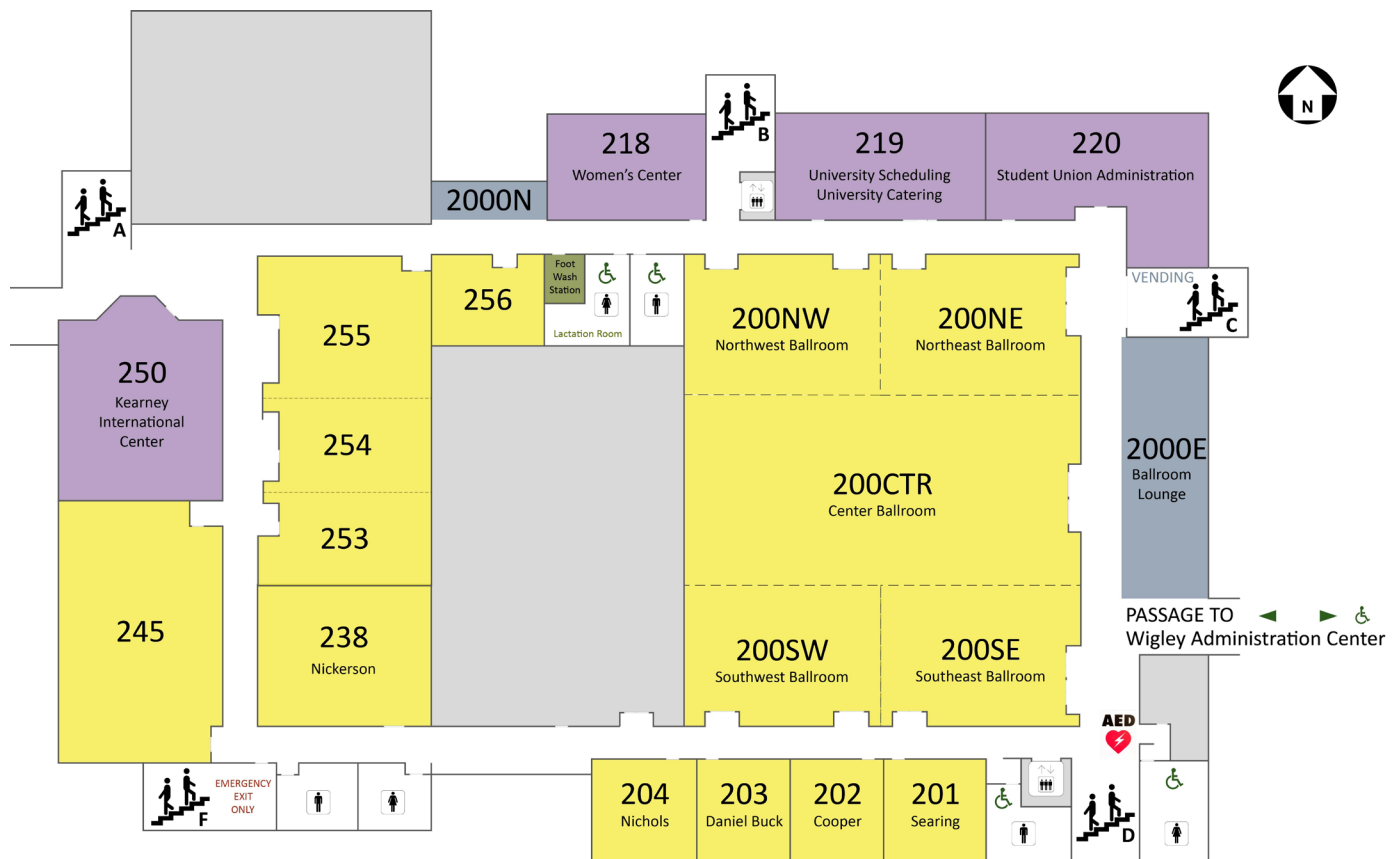 N
B
218
Women's Center
219
University Scheduling
University Catering
220
Student Union Administration
A
2000N
255
256
Foot
Wash
Station
Lactation Room
200NW
Northwest Ballroom
200NE
Northeast Ballroom
VENDING
C
250
Kearney
International
Center
254
200CTR
Center Ballroom
2000E
Ballroom
Lounge
253
245
238
Nickerson
200SW
Southwest Ballroom
200SE
Southeast Ballroom
PASSAGE TO
Wigley Administration Center
AED
EMERGENCY
EXIT
ONLY
F
204
Nichols
203
Daniel Buck
202
Cooper
201
Searing
D